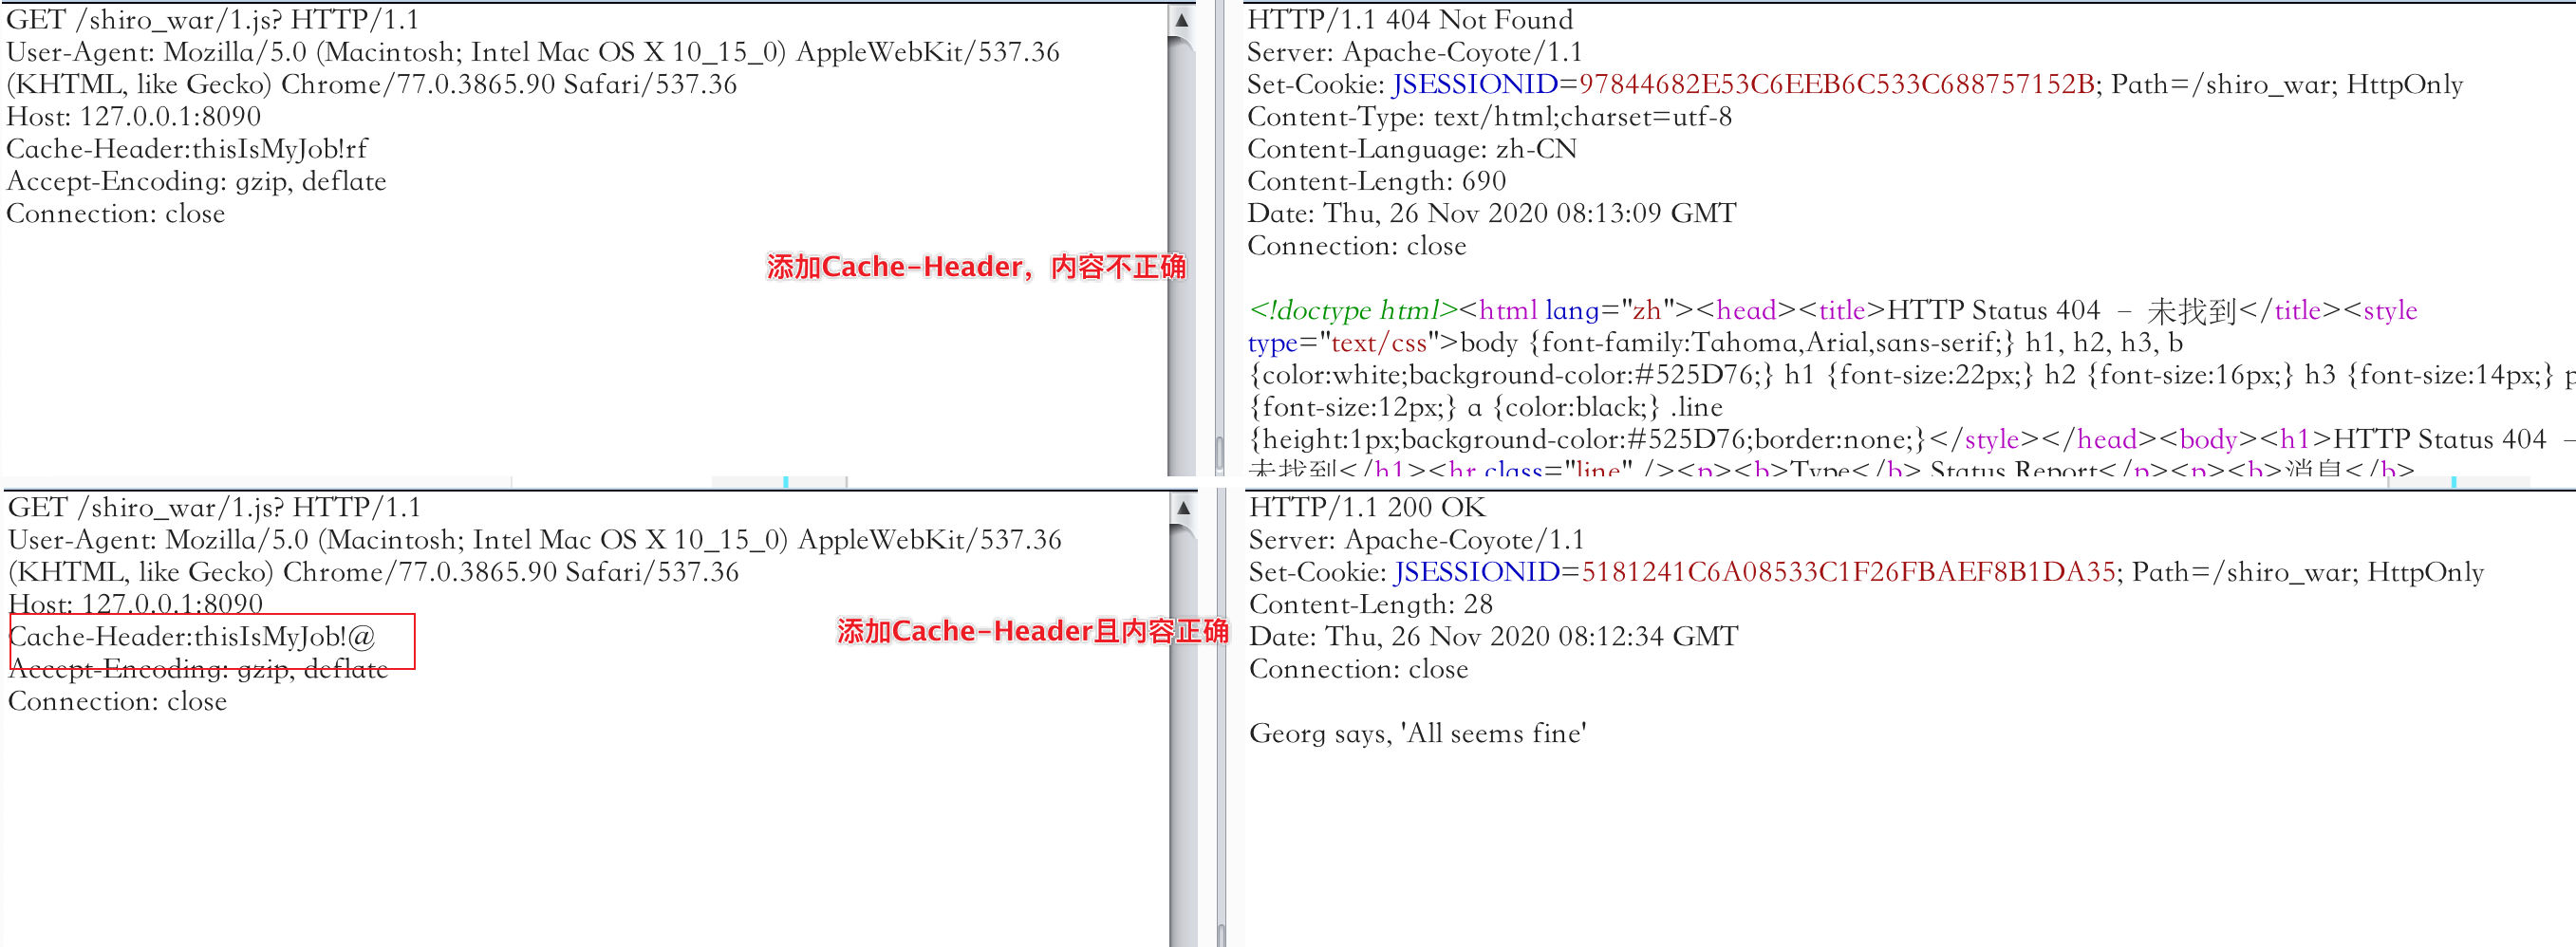 GET /shiro_war/1.js? HTTP/1.1
User-Agent: Mozilla/5.0 (Macintosh; Intel Mac OS X 10_15_0) AppleWebKit/537.36
(KHTML, like Gecko) Chrome/77.0.3865.90 Safari/537.36
Host: 127.0.0.1:8090
Cache-Header:thisIsMyJob!rf
Accept-Encoding: gzip, deflate
Connection: close
添加Cache-Header，内容不正确
HTTP/1.1 404 Not Found
Server: Apache-Coyote/1.1
Set-Cookie: JSESSIONID=97844682E53C6EEB6C533C688757152B; Path=/shiro_war; HttpOnly
Content-Type: text/html;charset=utf-8
Content-Language: zh-CN
Content-Length: 690
Date: Thu, 26 Nov 2020 08:13:09 GMT
Connection: close
<!doctype html><html lang="zh"><head><title>HTTP Status 404 – 未找到</title><style
type="text/css">body {font-family:Tahoma,Arial,sans-serif;} h1, h2, h3, b
{color:white;background-color:#525D76;} h1 {font-size:22px;} h2 {font-size:16px;} h3 {font-size:14px;} p
{font-size:12px;} a {color:black;} .line
{height:1px;background-color:#525D76;border:none;}</style></head><body><h1>HTTP Status 404 –
未找到</h1><hr class="line" /><p><b>Type</b> Status Report</p><p><b>消息</b>
GET /shiro_war/1.js? HTTP/1.1
User-Agent: Mozilla/5.0 (Macintosh; Intel Mac OS X 10_15_0) AppleWebKit/537.36
(KHTML, like Gecko) Chrome/77.0.3865.90 Safari/537.36
Host: 127.0.0.1:8090
Cache-Header:thisIsMyJob!@
Accept-Encoding: gzip, deflate
Connection: close
添加Cache-Header且内容正确
HTTP/1.1 200 OK
Server: Apache-Coyote/1.1
Set-Cookie: JSESSIONID=5181241C6A08533C1F26FBAEF8B1DA35; Path=/shiro_war; HttpOnly
Content-Length: 28
Date: Thu, 26 Nov 2020 08:12:34 GMT
Connection: close
Georg says, 'All seems fine'